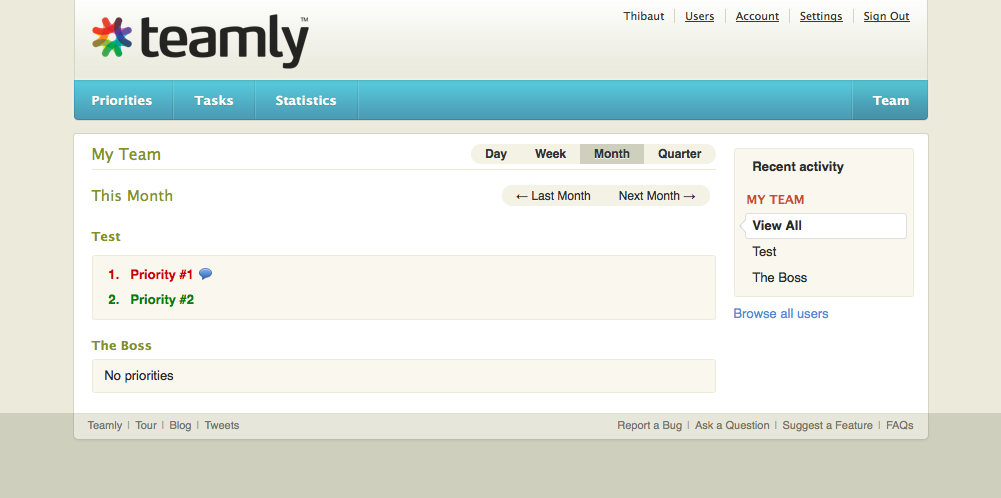 teamly™
Thibaut Users Account Settings Sign Out
Priorities Tasks Statistics Team
My Team
Day Week Month Quarter
This Month
← Last Month Next Month →
Test
1. Priority #1
2. Priority #2
The Boss
No priorities
Recent activity
MY TEAM
View All
Test
The Boss
Browse all users
Teamly | Tour | Blog | Tweets
Report a Bug | Ask a Question | Suggest a Feature | FAQs